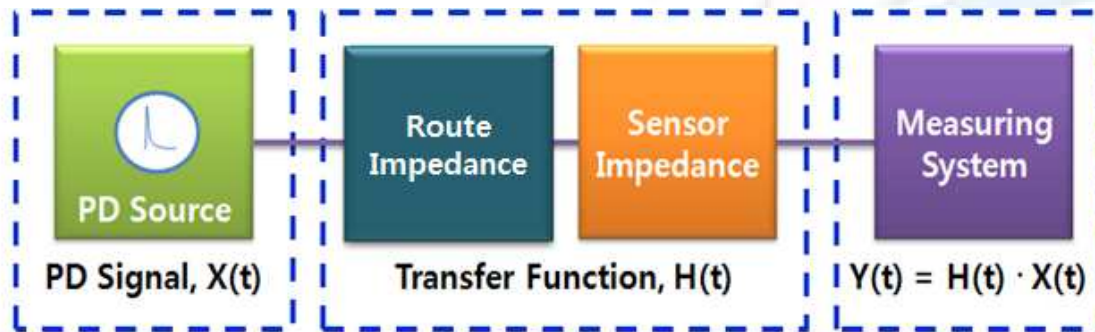 PD Source
Route
Impedance
Sensor
Impedance
Measuring
System
PD Signal, X(t)
Transfer Function, H(t)
Y(t) = H(t) · X(t)